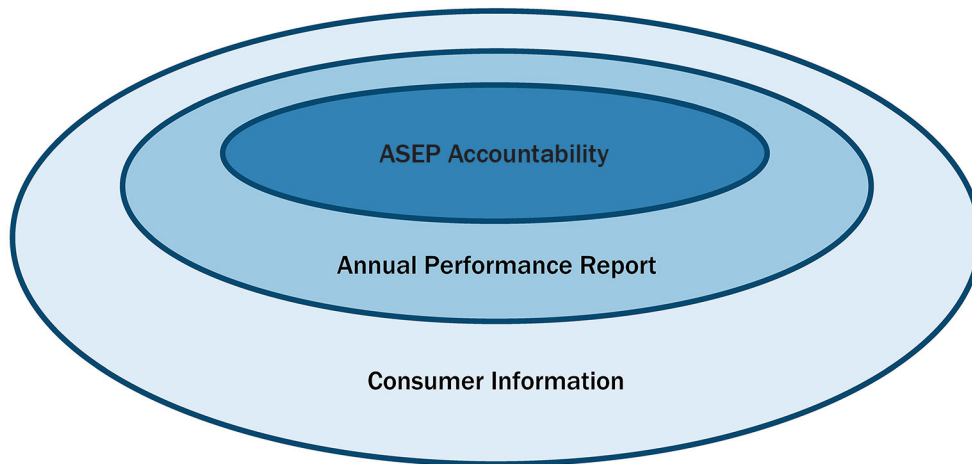 ASEP Accountability
Annual Performance Report
Consumer Information